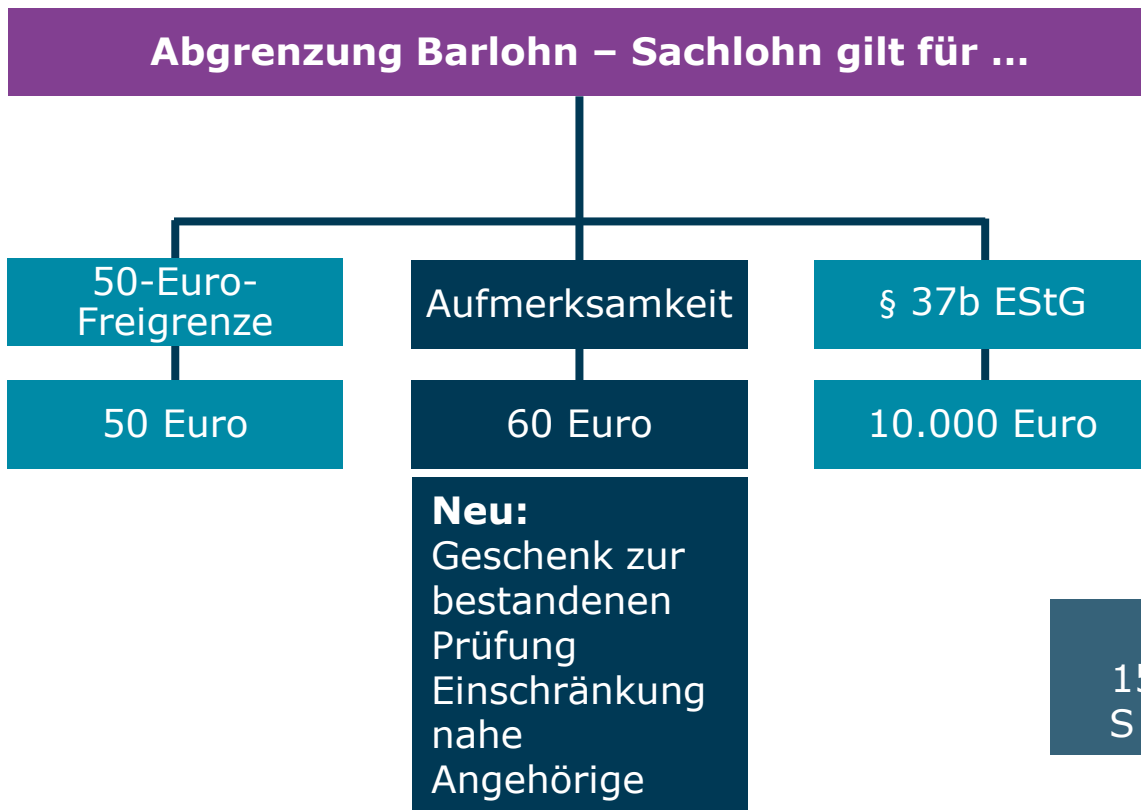 Abgrenzung Barlohn – Sachlohn gilt für …
50-Euro-
Freigrenze
Aufmerksamkeit
§ 37b EStG
50 Euro
60 Euro
10.000 Euro
Neu:
Geschenk zur
bestandenen
Prüfung
Einschränkung
nahe
Angehörige
15
S